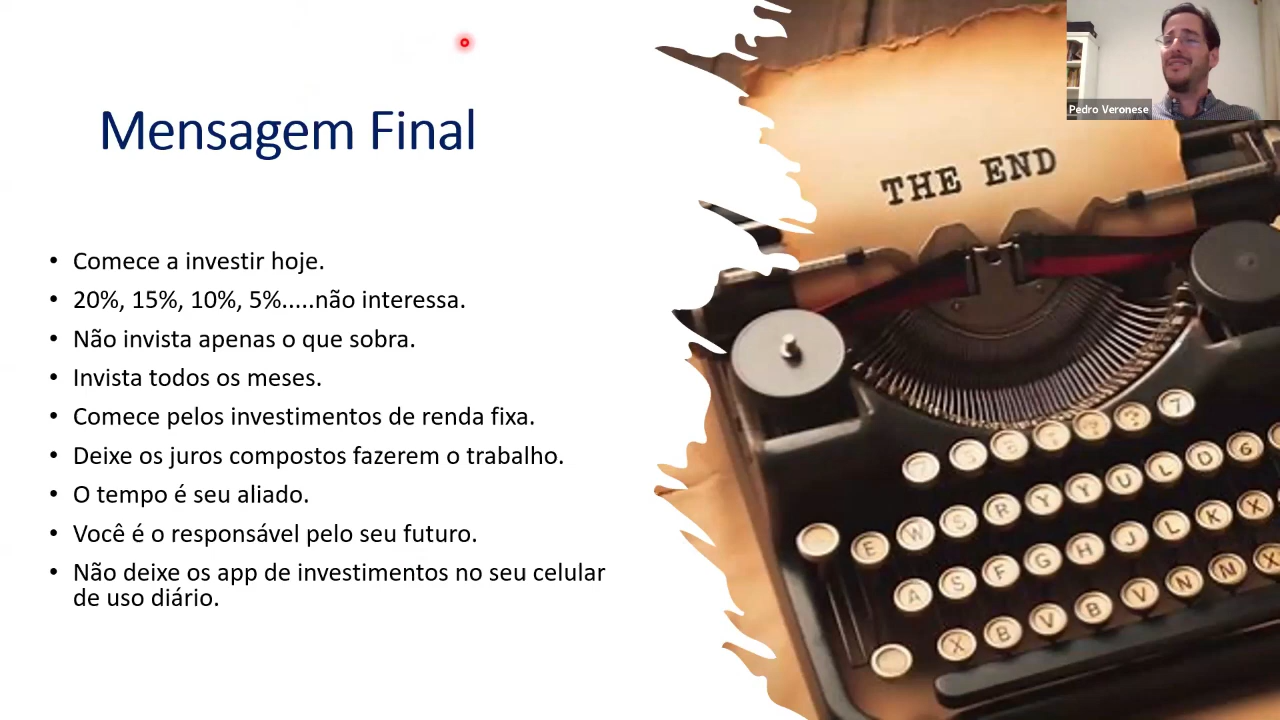 Mensagem Final
Pedro Veronese
THE END
• Comece a investir hoje.
• 20%, 15%, 10%, 5%.....não interessa.
• Não invista apenas o que sobra.
• Invista todos os meses.
• Comece pelos investimentos de renda fixa.
• Deixe os juros compostos fazerem o trabalho.
• O tempo é seu aliado.
• Você é o responsável pelo seu futuro.
• Não deixe os app de investimentos no seu celular
de uso diário.
7
E W S R Y Y U L D 6
A S F G H J L K X
X B V B V N N N X